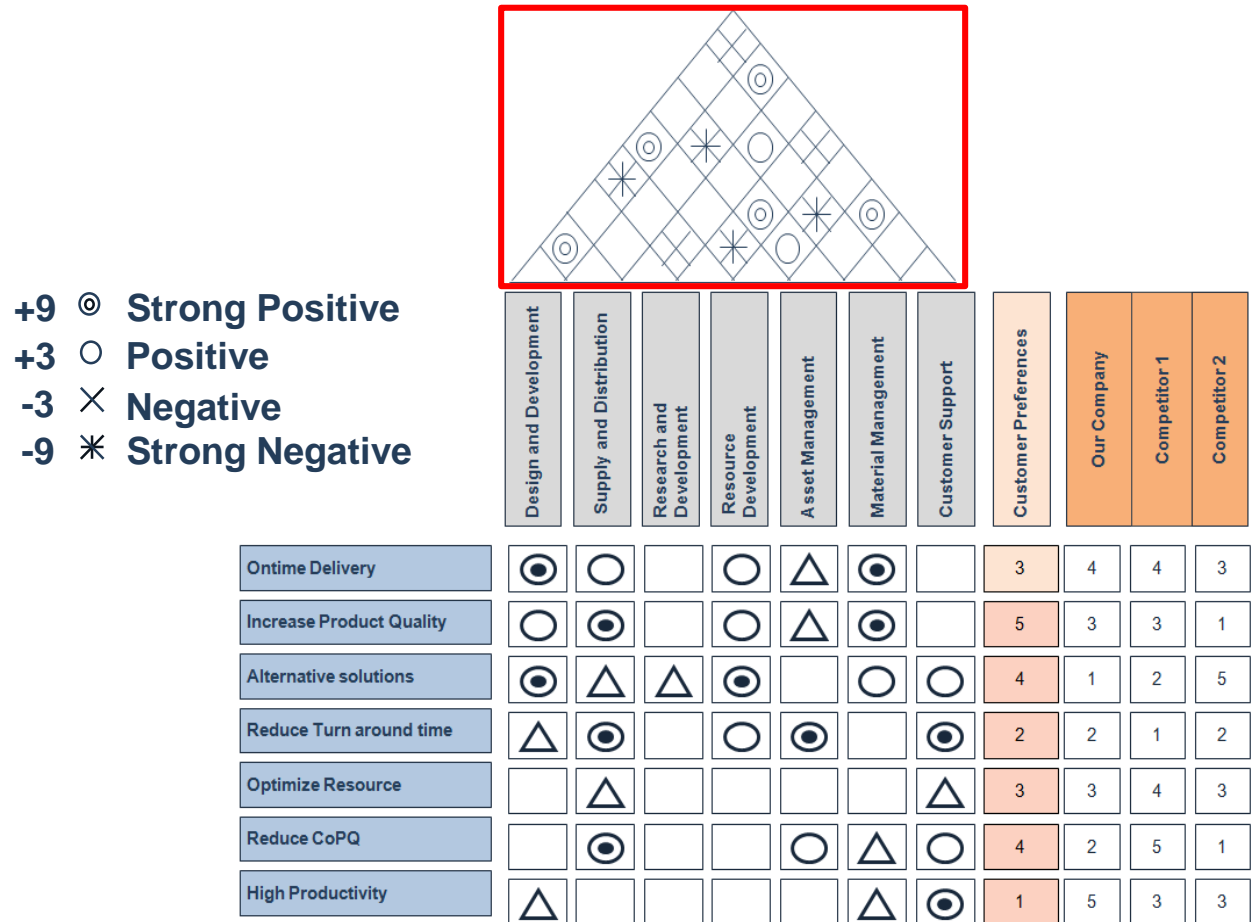 +9 ◎ Strong Positive
+3 ○ Positive
-3 × Negative
-9 ✳ Strong Negative
Design and Development
Supply and Distribution
Research and
Development
Resource
Development
Asset Management
Material Management
Customer Support
Customer Preferences
Our Company
Competitor 1
Competitor 2
Ontime Delivery
3 4 4 3
Increase Product Quality
5 3 3 1
Alternative solutions
4 1 2 5
Reduce Turn around time
2 2 1 2
Optimize Resource
3 3 4 3
Reduce CoPQ
4 2 5 1
High Productivity
1 5 3 3